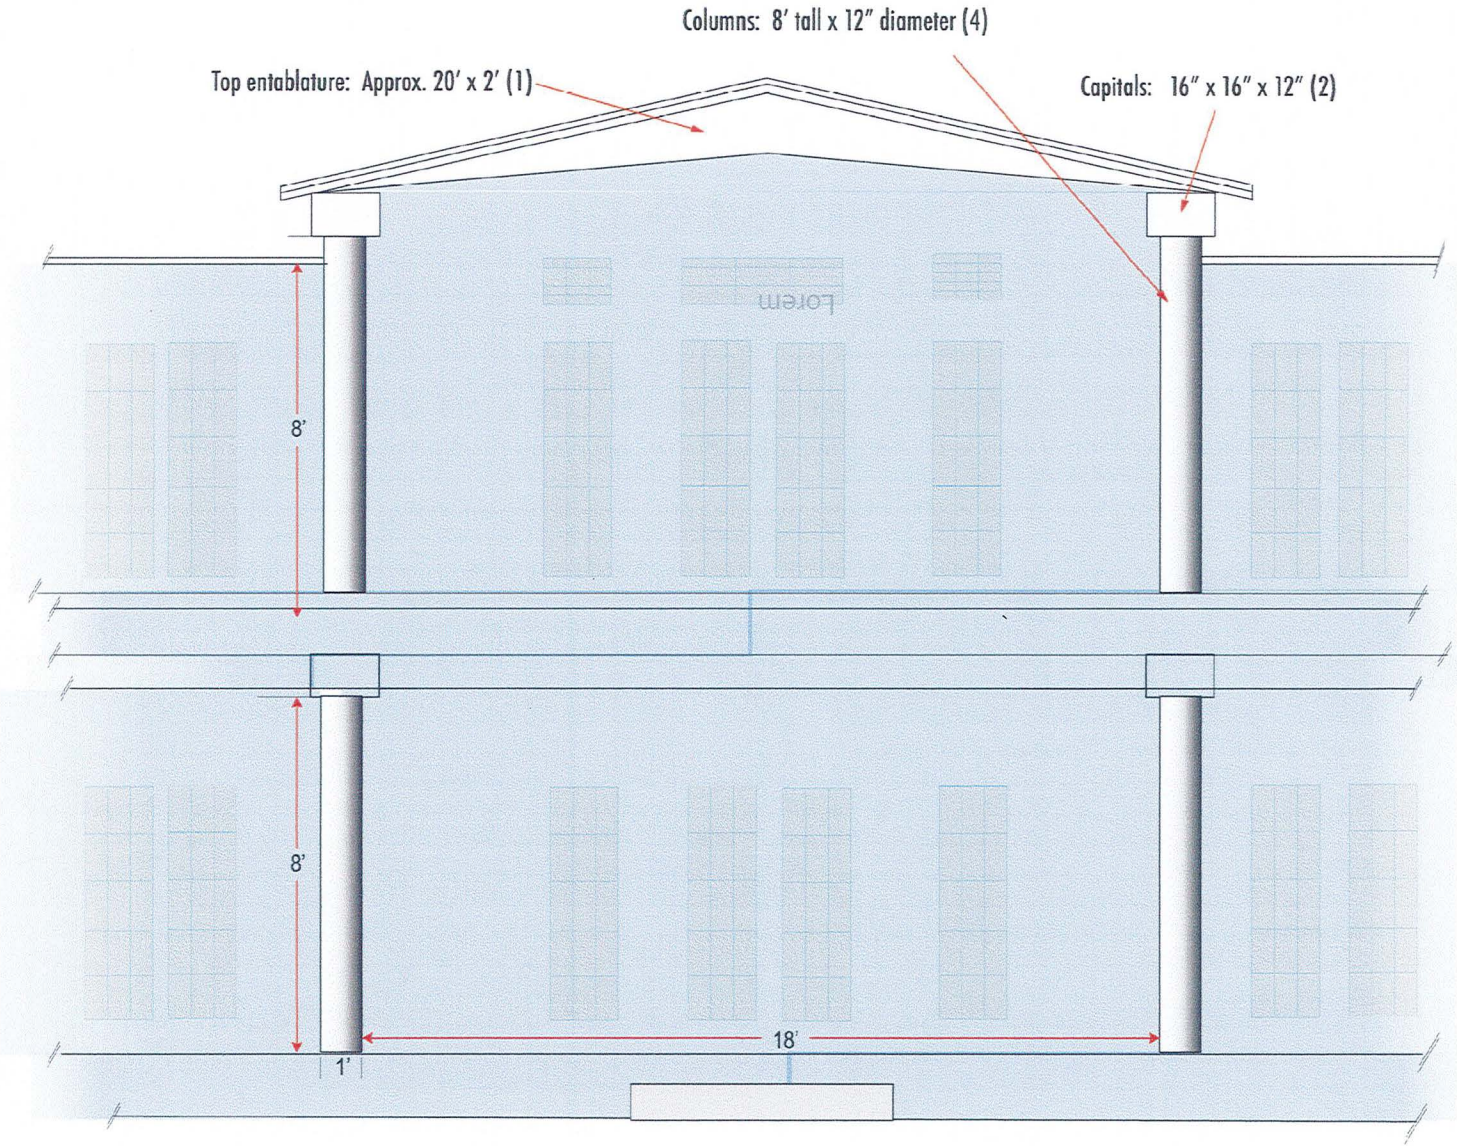 Columns: 8′ tall x 12″ diameter (4)
Top entablature: Approx. 20′ x 2′ (1)
Capitals: 16″ x 16″ x 12″ (2)
Lorem
8′
8′
18′
1′